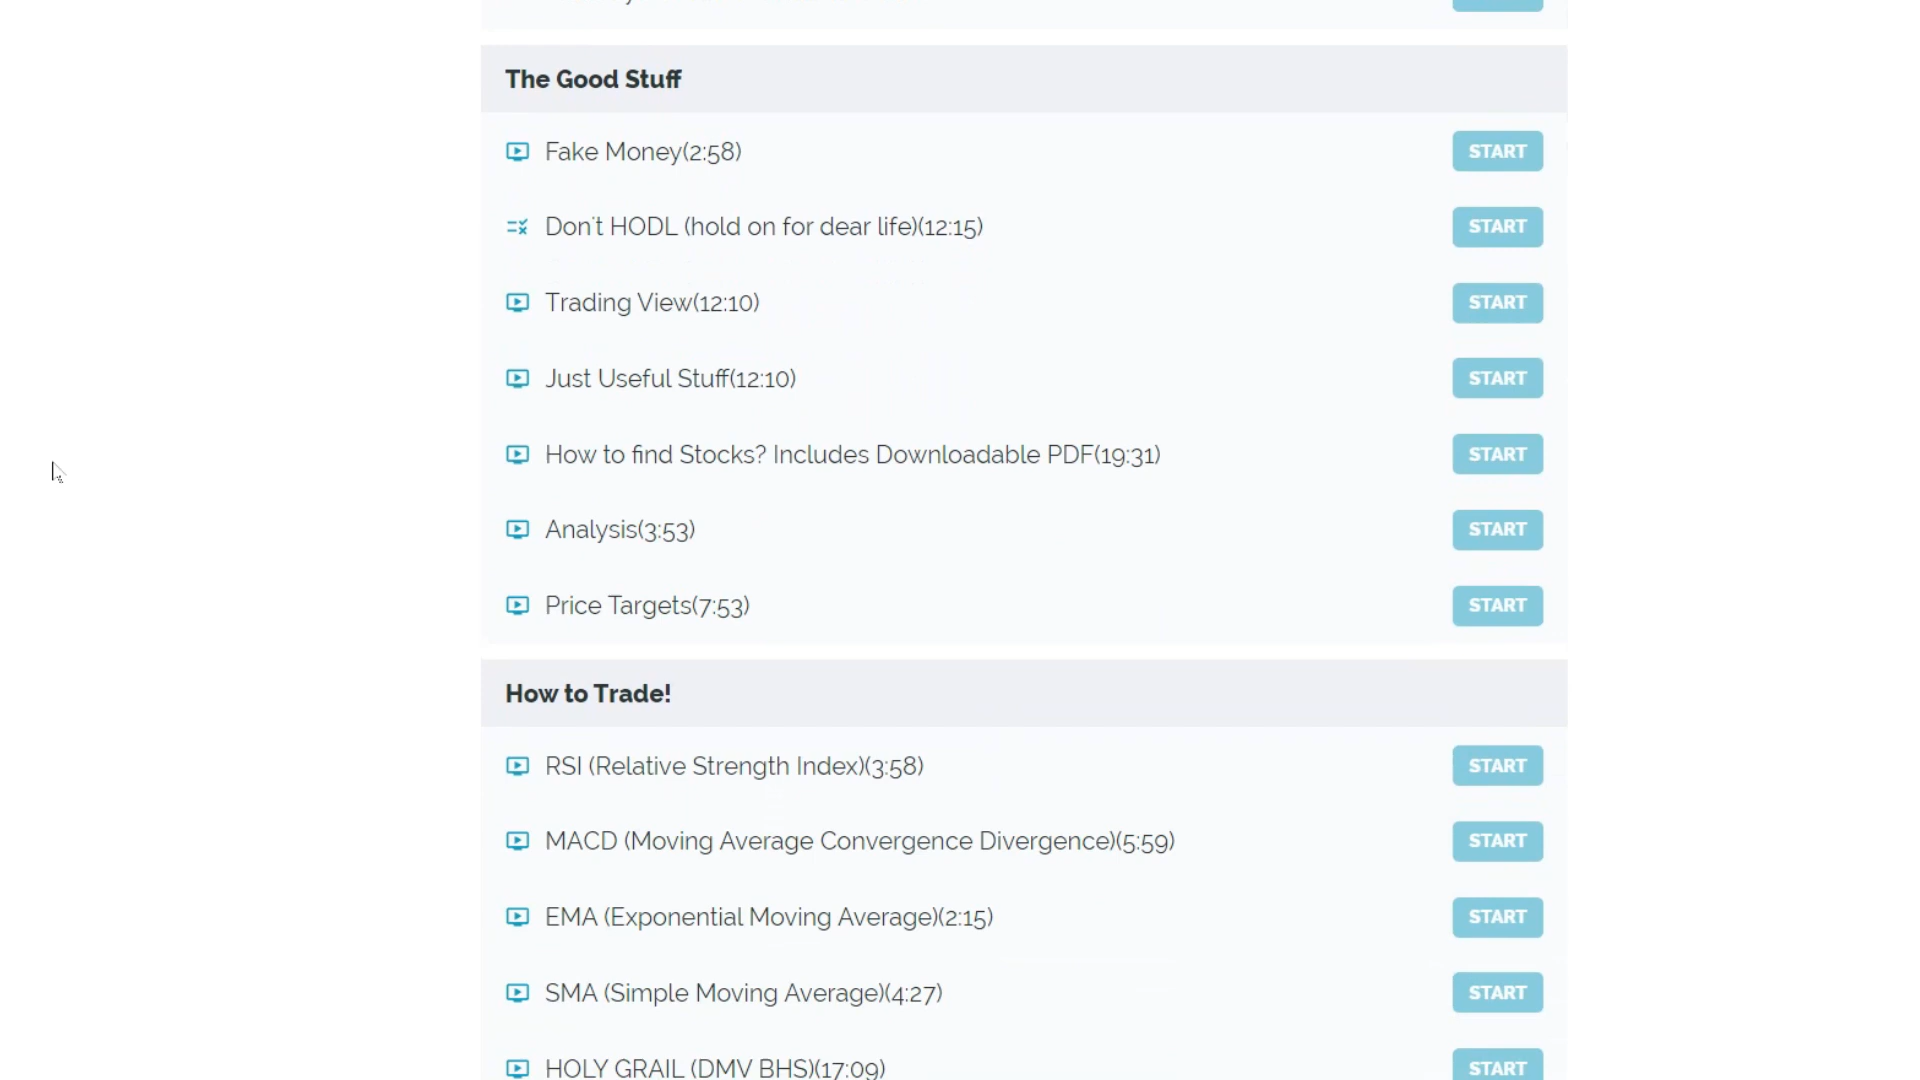 The Good Stuff
Fake Money(2:58)
START
Don't HODL (hold on for dear life)(12:15)
START
Trading View(12:10)
START
Just Useful Stuff(12:10)
START
How to find Stocks? Includes Downloadable PDF(19:31)
START
Analysis(3:53)
START
Price Targets(7:53)
START
How to Trade!
RSI (Relative Strength Index)(3:58)
START
MACD (Moving Average Convergence Divergence)(5:59)
START
EMA (Exponential Moving Average)(2:15)
START
SMA (Simple Moving Average)(4:27)
START
HOLY GRAIL (DMV BHS)(17:09)
START